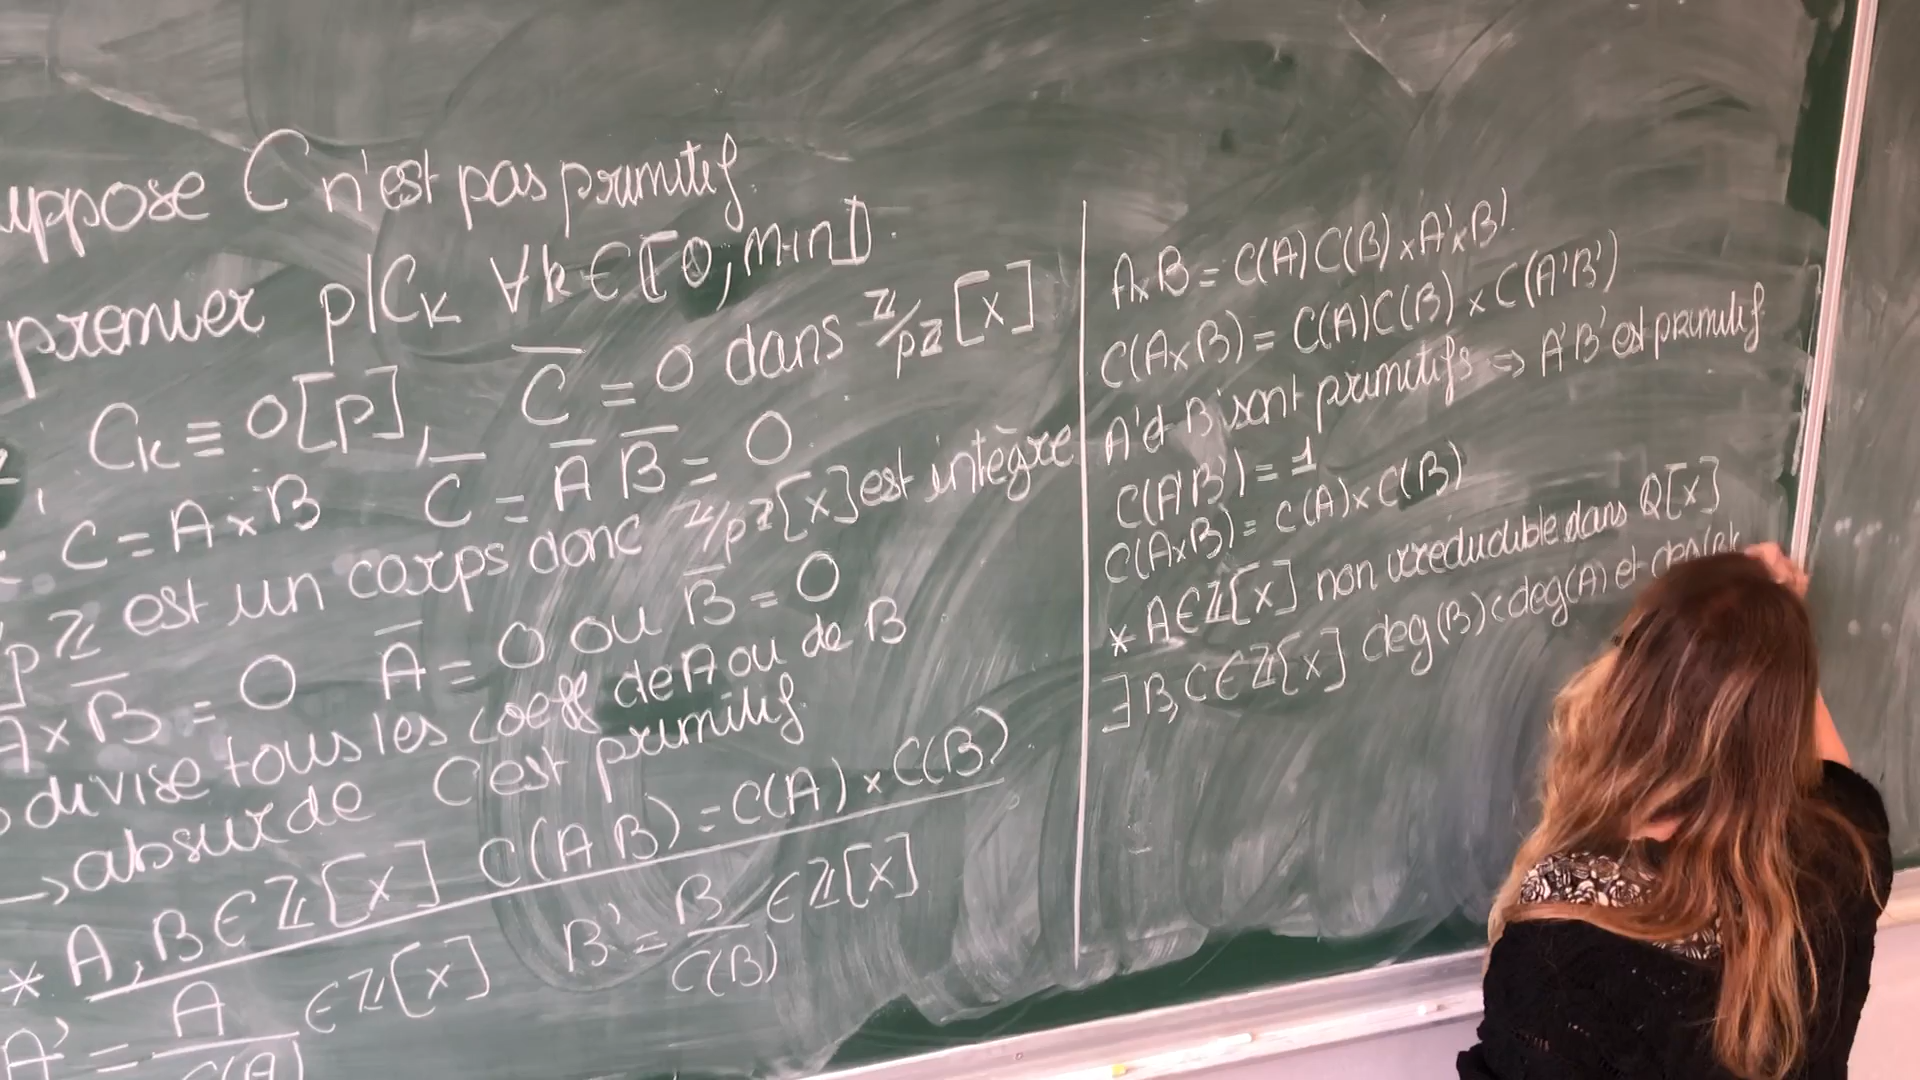 uppose C n'est pas primitif.
premier p|C_K ∀k∈⟦0,m+n⟧.
C_K ≡ 0[p], C̅ = 0 dans ℤ/pℤ[x]
C = A×B C̅ = A̅ B̅ = 0
pℤ est un corps donc ℤ/pℤ[x] est intègre
A×B̅ = 0 A̅ = 0 ou B̅ = 0
divise tous les coeff de A ou de B
→ absurde C est primitif.
* A, B ∈ ℤ[x] C(AB) = C(A) × C(B)
A' = A/C(A) ∈ ℤ[x] B' = B/C(B) ∈ ℤ[x]
A×B = C(A)C(B)×A'×B'
C(A×B) = C(A)C(B)×C(A'B')
A' et B' sont primitifs ⇒ A'B' est primitif
C(A'B') = 1
C(A×B) = C(A)×C(B)
* A∈ℤ[x] non irréductible dans Q[x]
∃ B,C∈ℤ[x] deg(B)<deg(A) et